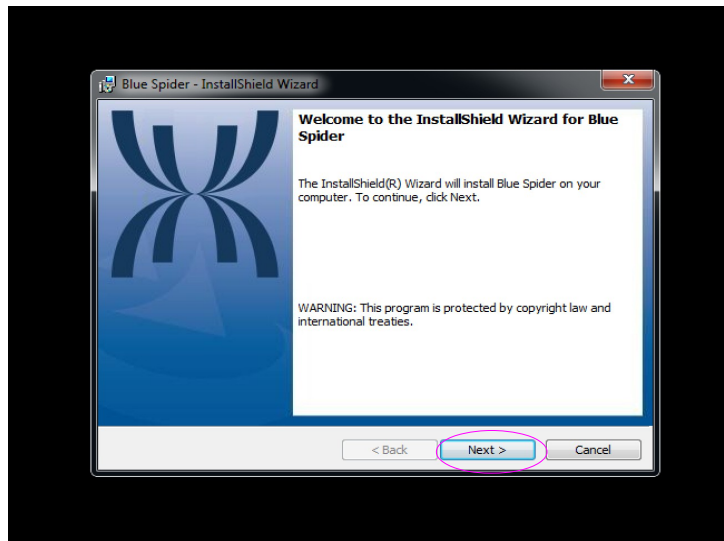 Blue Spider - InstallShield Wizard
Welcome to the InstallShield Wizard for Blue
Spider
The InstallShield(R) Wizard will install Blue Spider on your
computer. To continue, click Next.
WARNING: This program is protected by copyright law and
international treaties.
< Back Next > Cancel